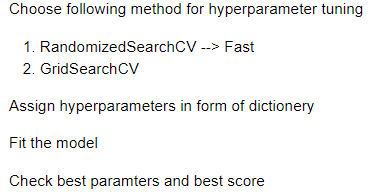 Choose following method for hyperparameter tuning
1. RandomizedSearchCV --> Fast
2. GridSearchCV
Assign hyperparameters in form of dictionery
Fit the model
Check best paramters and best score